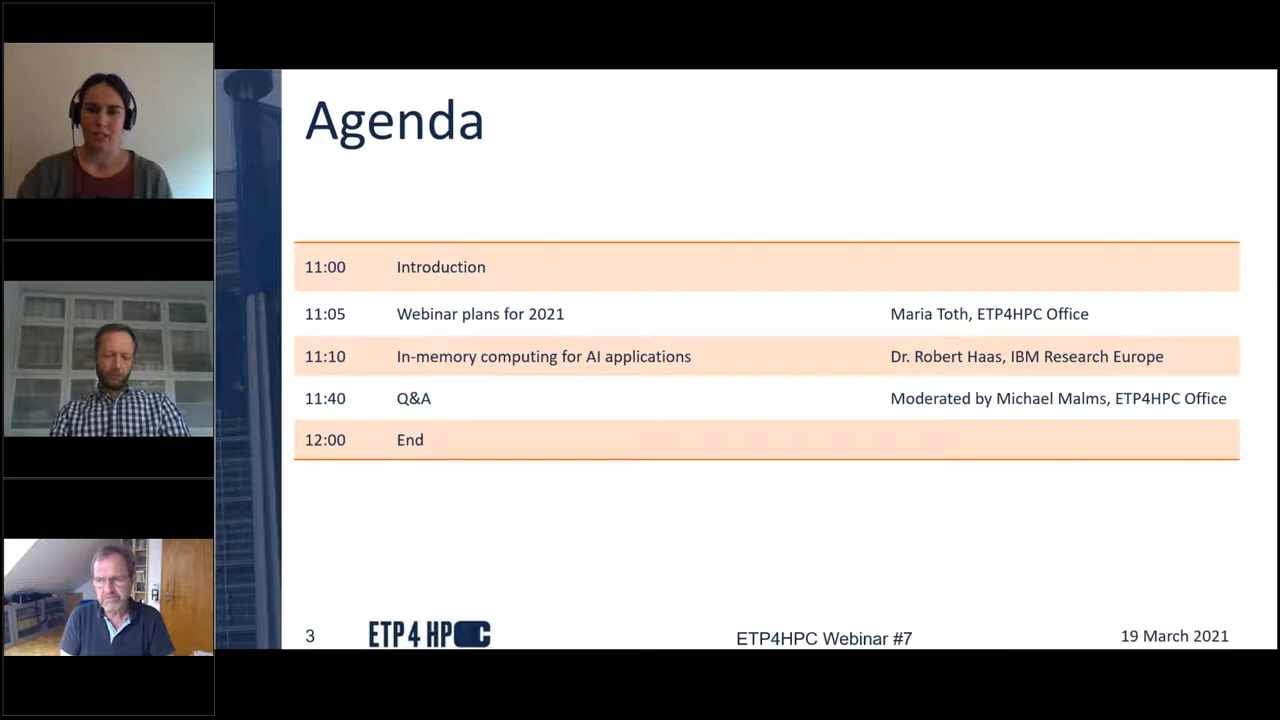 Agenda
11:00 Introduction
11:05 Webinar plans for 2021 Maria Toth, ETP4HPC Office
11:10 In-memory computing for AI applications Dr. Robert Haas, IBM Research Europe
11:40 Q&A Moderated by Michael Malms, ETP4HPC Office
12:00 End
3 ETP4HPC ETP4HPC Webinar #7 19 March 2021